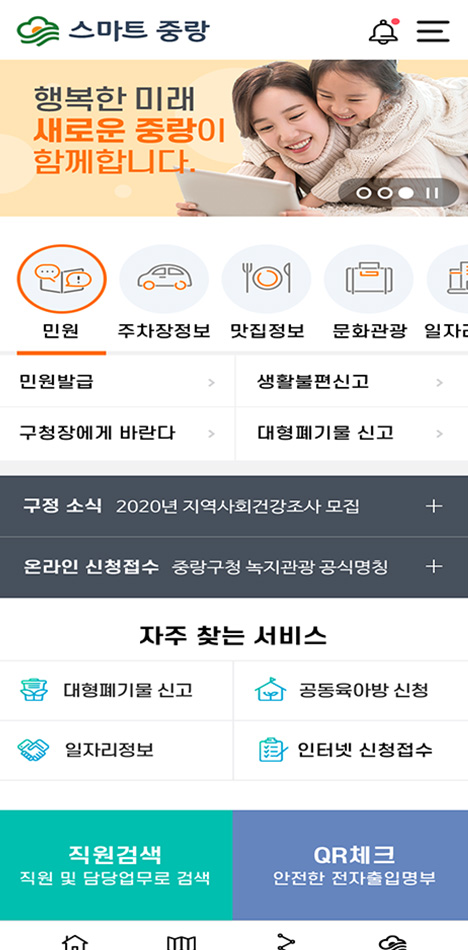 스마트 중랑
행복한 미래
새로운 중랑이
함께합니다.
민원 주차장정보 맛집정보 문화관광 일자리
민원발급 생활불편신고
구청장에게 바란다 대형폐기물 신고
구정 소식 2020년 지역사회건강조사 모집
온라인 신청접수 중랑구청 녹지관광 공식명칭
자주 찾는 서비스
대형폐기물 신고 공동육아방 신청
일자리정보 인터넷 신청접수
직원검색 QR체크
직원 및 담당업무로 검색 안전한 전자출입명부